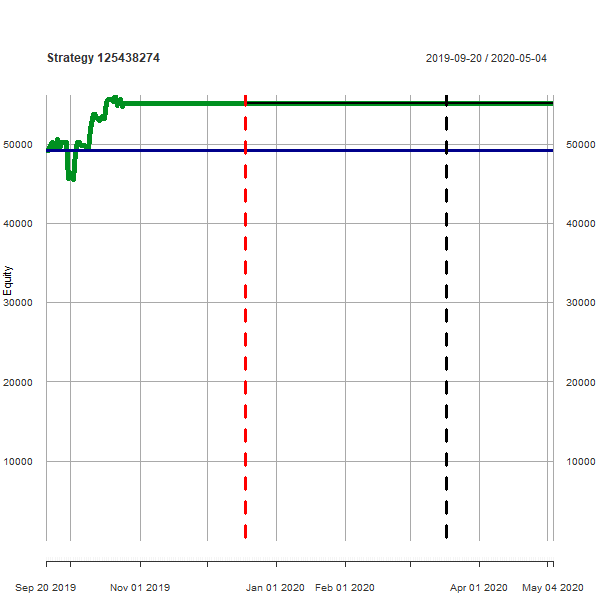 Strategy 125438274
2019-09-20 / 2020-05-04
50000
50000
40000
40000
Equity
30000
30000
20000
20000
10000
10000
Sep 20 2019
Nov 01 2019
Jan 01 2020
Feb 01 2020
Apr 01 2020
May 04 2020